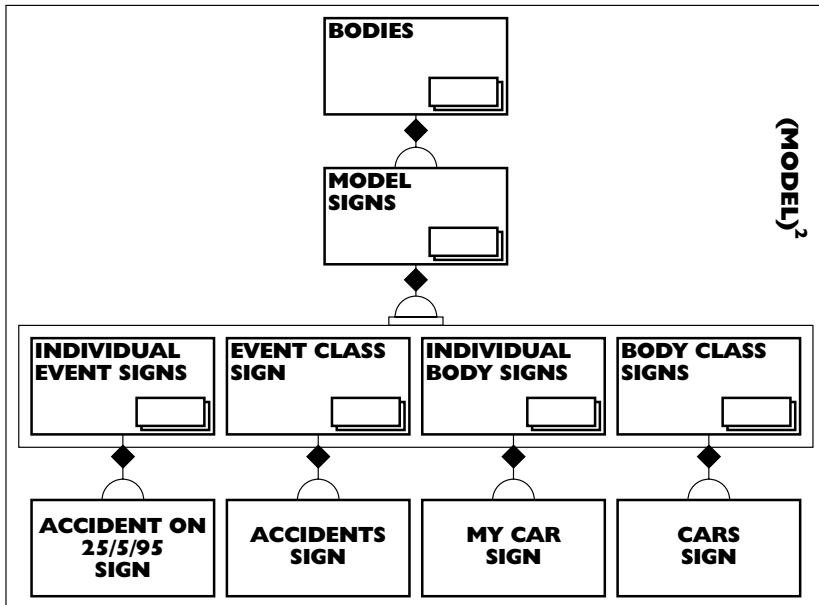 BODIES
(MODEL)²
MODEL
SIGNS
INDIVIDUAL
EVENT SIGNS
EVENT CLASS
SIGN
INDIVIDUAL
BODY SIGNS
BODY CLASS
SIGNS
ACCIDENT ON
25/5/95
SIGN
ACCIDENTS
SIGN
MY CAR
SIGN
CARS
SIGN